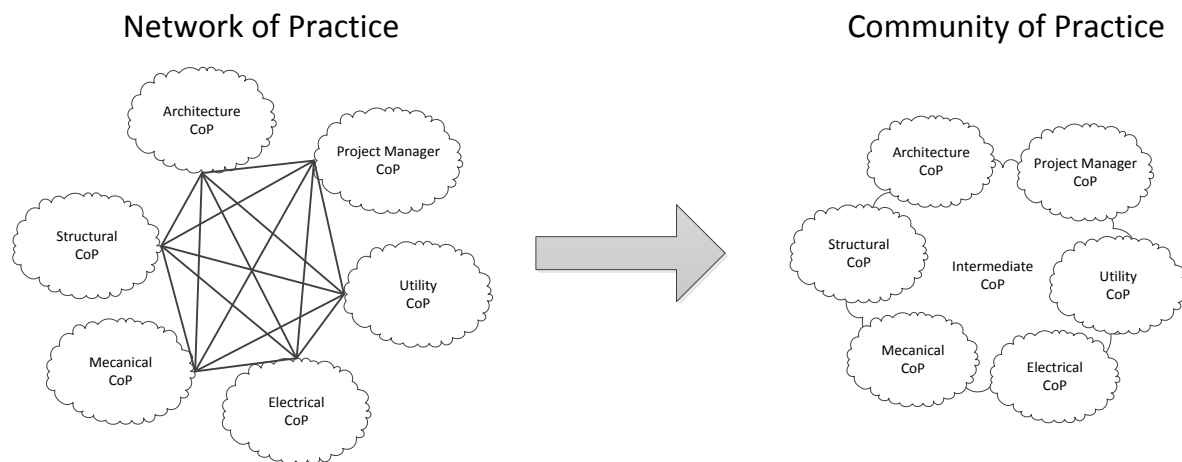 Network of Practice
Community of Practice
Architecture
CoP
Project Manager
CoP
Structural
CoP
Utility
CoP
Mecanical
CoP
Electrical
CoP
Architecture
CoP
Project Manager
CoP
Structural
CoP
Intermediate
CoP
Utility
CoP
Mecanical
CoP
Electrical
CoP